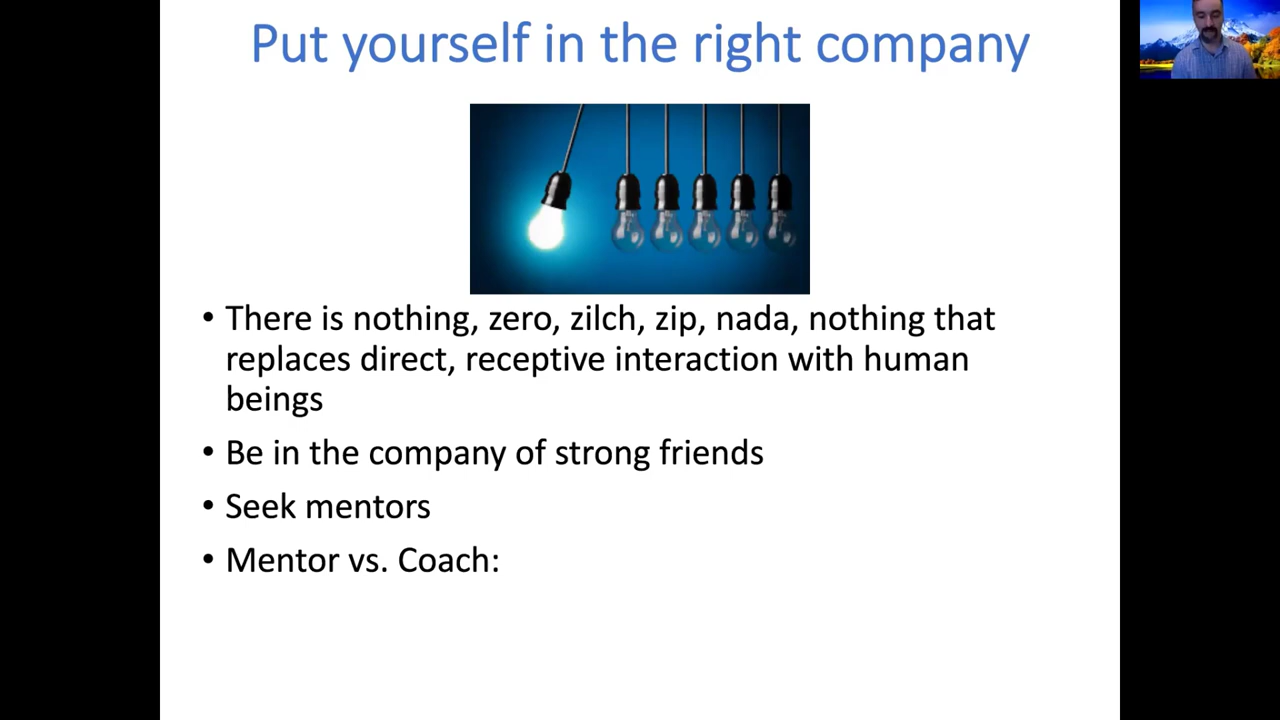 Put yourself in the right company
• There is nothing, zero, zilch, zip, nada, nothing that
replaces direct, receptive interaction with human
beings
• Be in the company of strong friends
• Seek mentors
• Mentor vs. Coach: